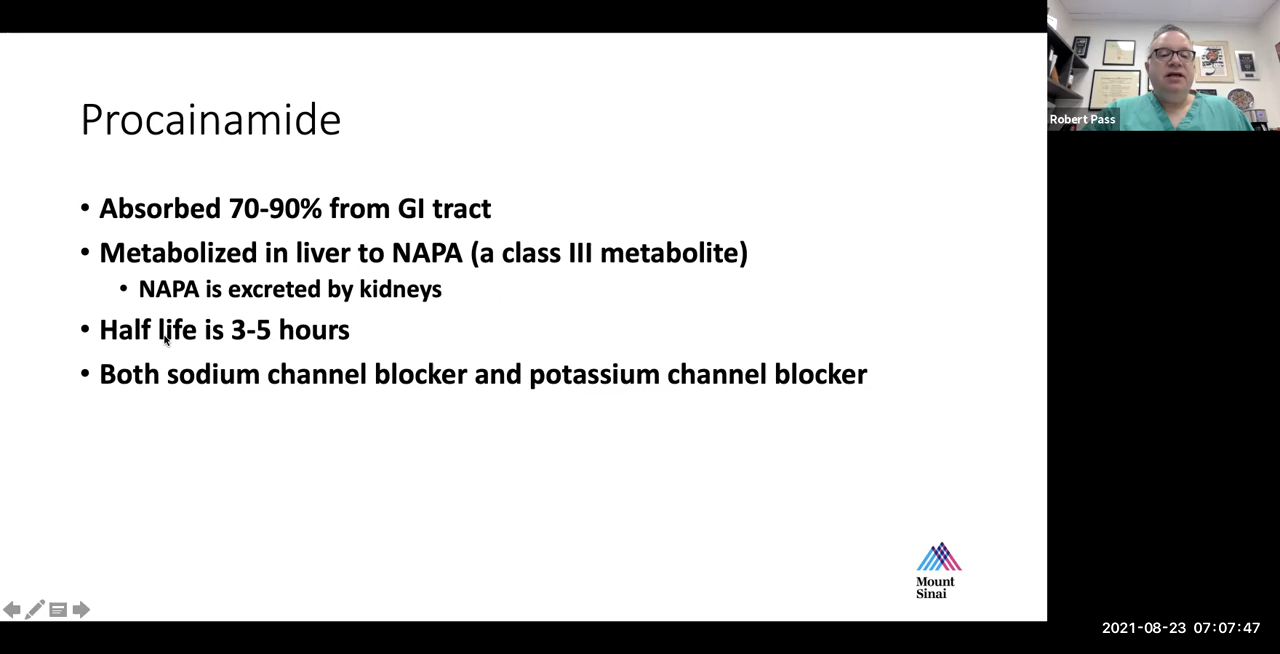 Procainamide
• Absorbed 70-90% from GI tract
• Metabolized in liver to NAPA (a class III metabolite)
• NAPA is excreted by kidneys
• Half life is 3-5 hours
• Both sodium channel blocker and potassium channel blocker
Mount
Sinai
Robert Pass
2021-08-23 07:07:47